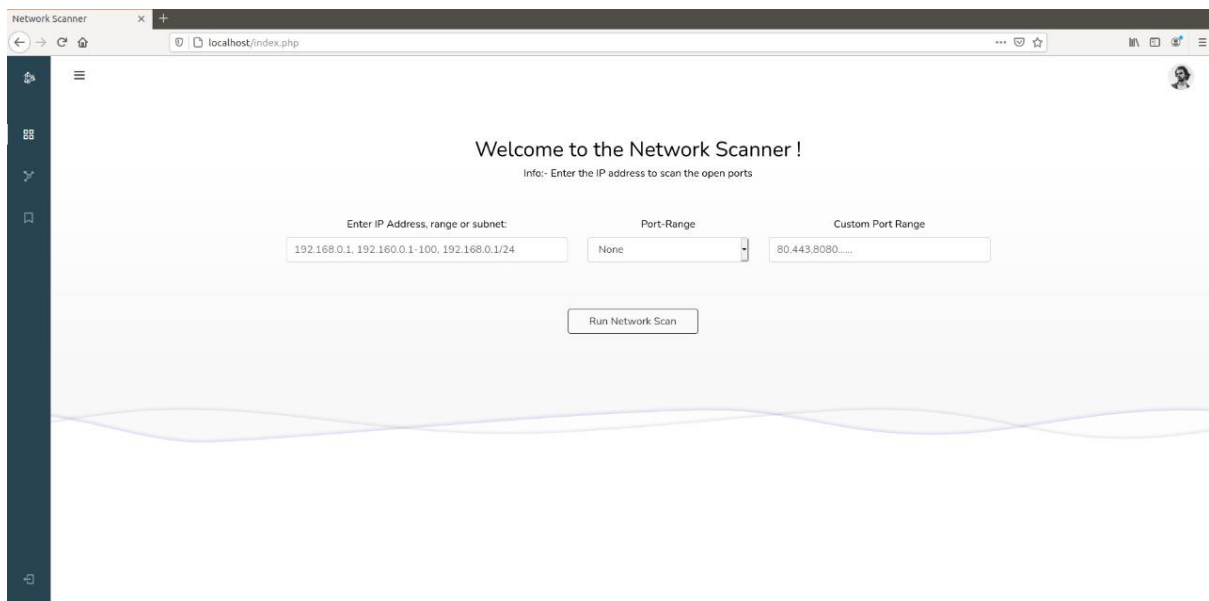 Network Scanner
localhost/index.php
Welcome to the Network Scanner !
Info:- Enter the IP address to scan the open ports
Enter IP Address, range or subnet: Port-Range Custom Port Range
192.168.0.1, 192.160.0.1-100, 192.168.0.1/24 None 80,443,8080......
Run Network Scan